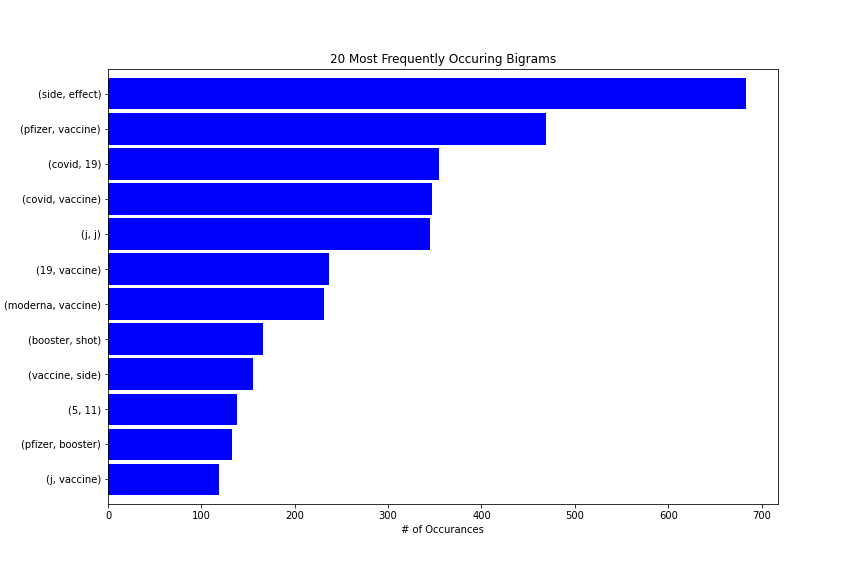 20 Most Frequently Occuring Bigrams
(side, effect)
(pfizer, vaccine)
(covid, 19)
(covid, vaccine)
(j, j)
(19, vaccine)
(moderna, vaccine)
(booster, shot)
(vaccine, side)
(5, 11)
(pfizer, booster)
(j, vaccine)
0 100 200 300 400 500 600 700
# of Occurances